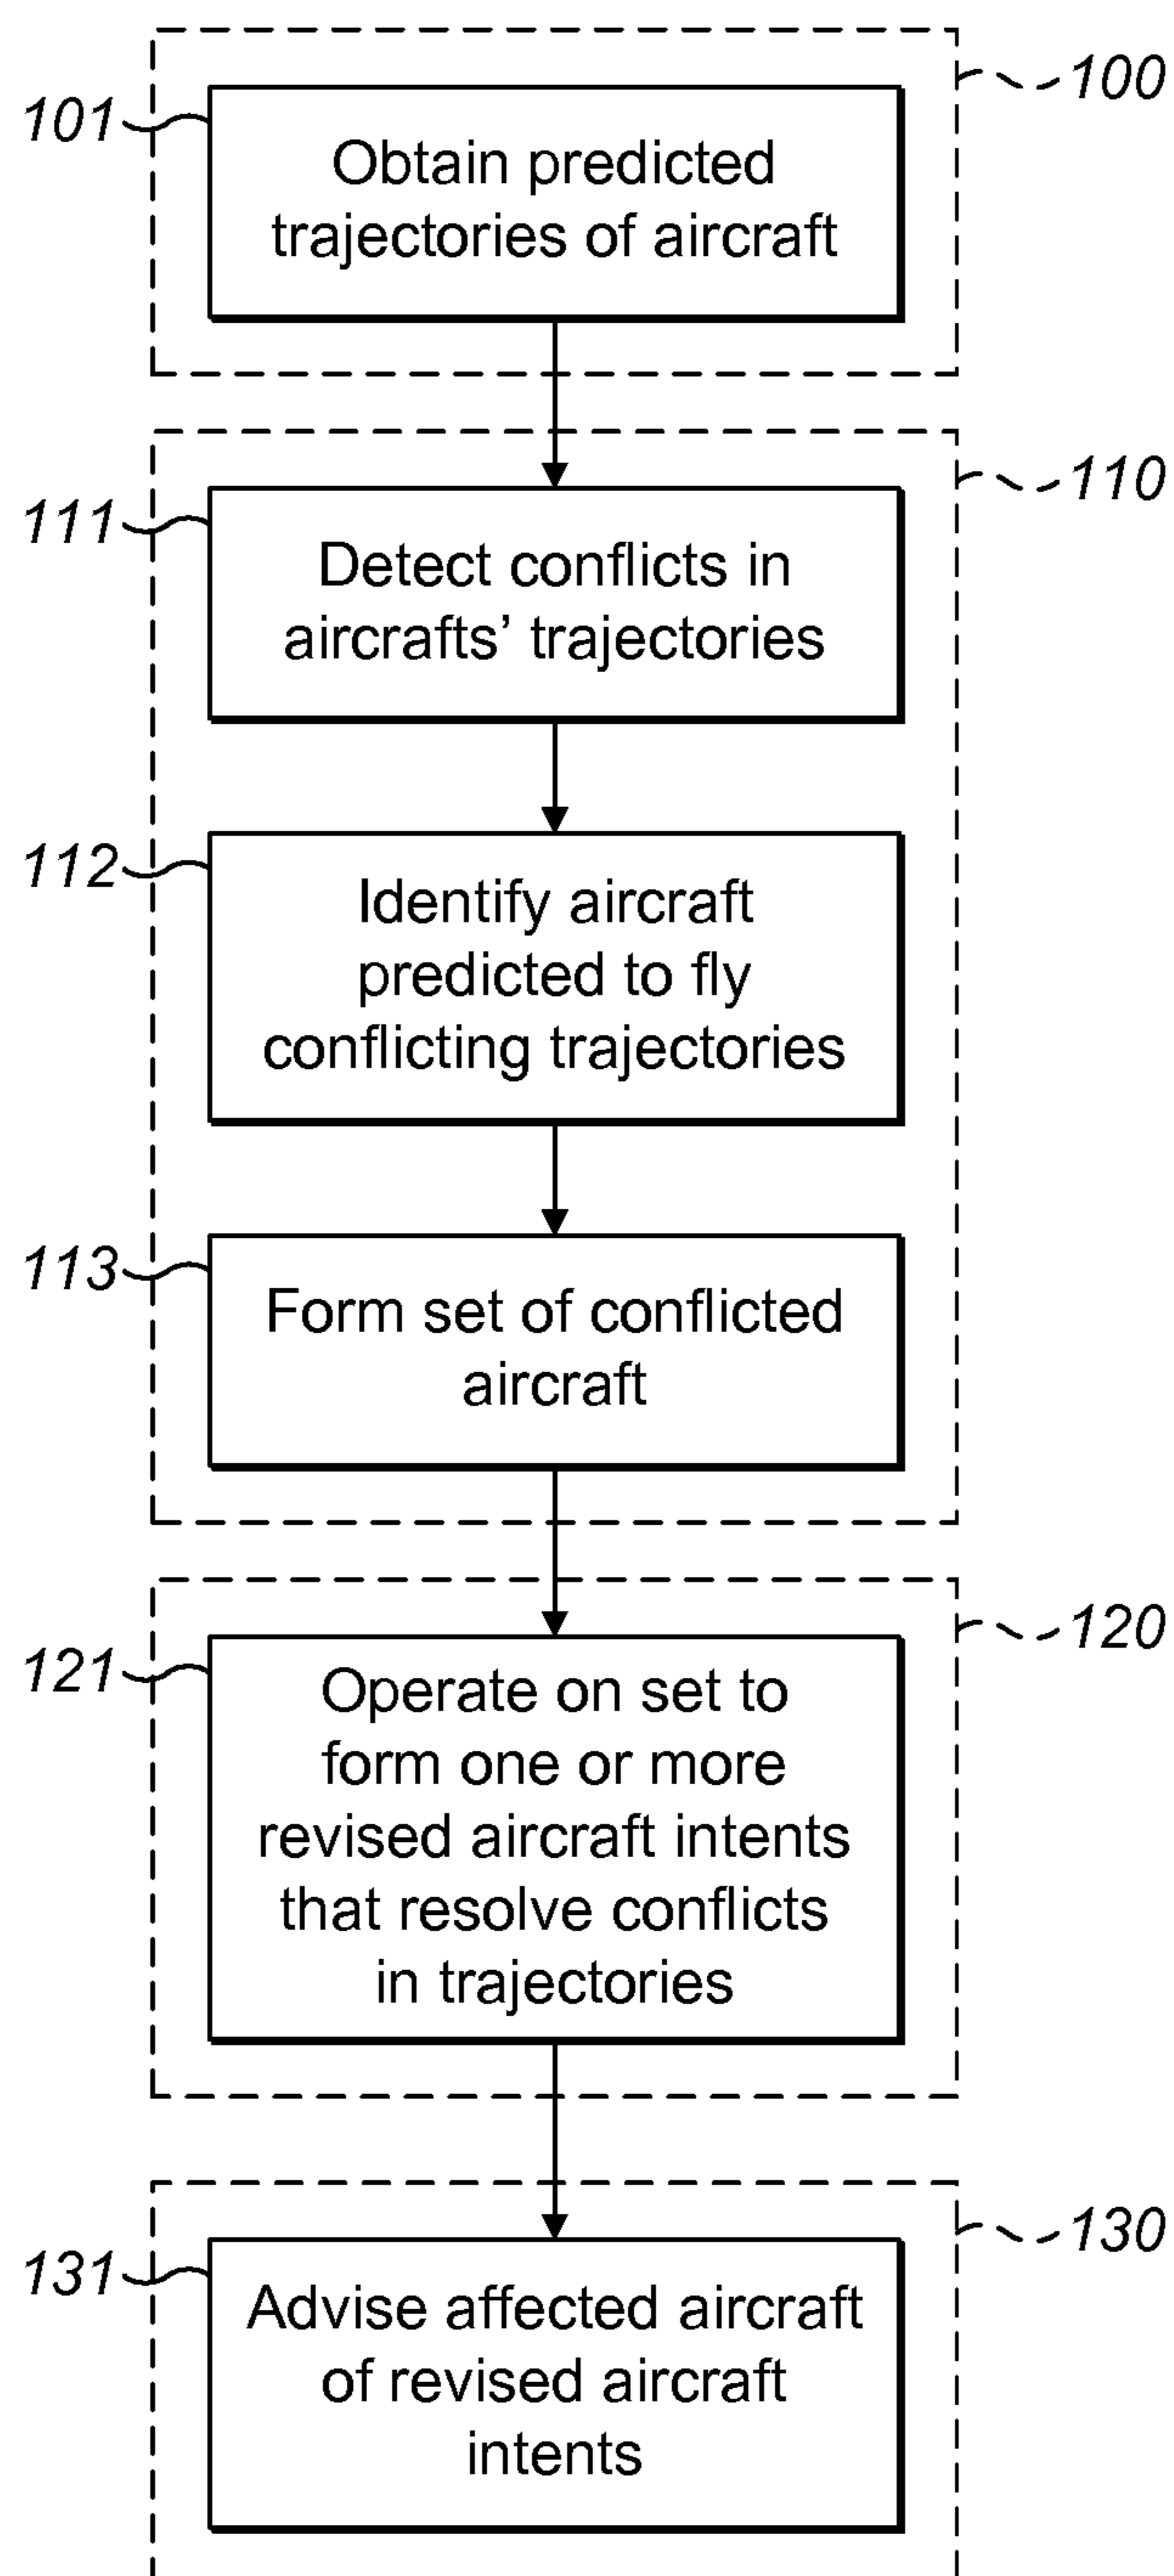 100
101
Obtain predicted
trajectories of aircraft
110
111
Detect conflicts in
aircrafts’ trajectories
112
Identify aircraft
predicted to fly
conflicting trajectories
113
Form set of conflicted
aircraft
120
121
Operate on set to
form one or more
revised aircraft intents
that resolve conflicts
in trajectories
130
131
Advise affected aircraft
of revised aircraft
intents